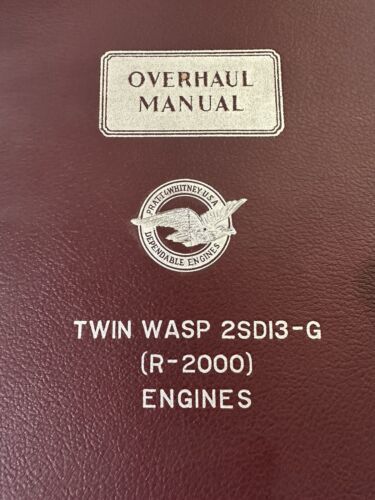 OVERHAUL
MANUAL
PRATT & WHITNEY, U.S.A.
DEPENDABLE ENGINES
TWIN WASP 2SD13-G
(R-2000)
ENGINES